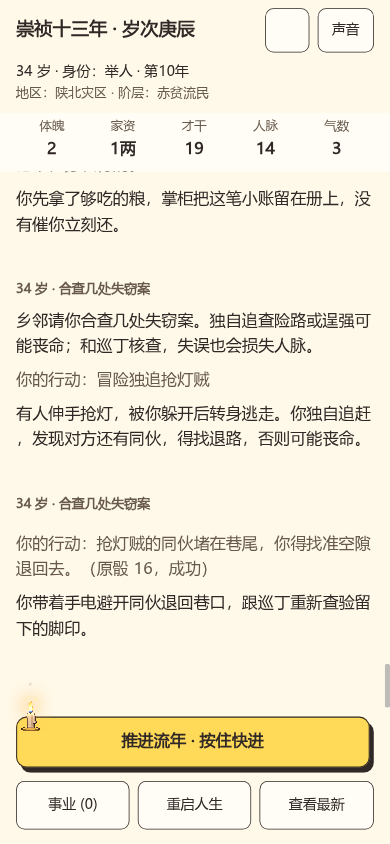 崇祯十三年 · 岁次庚辰
声音
34 岁 · 身份：举人 · 第10年
地区：陕北灾区 · 阶层：赤贫流民
体魄 家资 才干 人脉 气数
2 1两 19 14 3
你先拿了够吃的粮，掌柜把这笔小账留在册上，没
有催你立刻还。
34 岁 · 合查几处失窃案
乡邻请你合查几处失窃案。独自追查险路或逞强可
能丧命；和巡丁核查，失误也会损失人脉。
你的行动：冒险独追抢灯贼
有人伸手抢灯，被你躲开后转身逃走。你独自追赶
，发现对方还有同伙，得找退路，否则可能丧命。
34 岁 · 合查几处失窃案
你的行动：抢灯贼的同伙堵在巷尾，你得找准空隙
退回去。（原骰 16，成功）
你带着手电避开同伙退回巷口，跟巡丁重新查验留
下的脚印。
推进流年 · 按住快进
事业 (0)
重启人生
查看最新